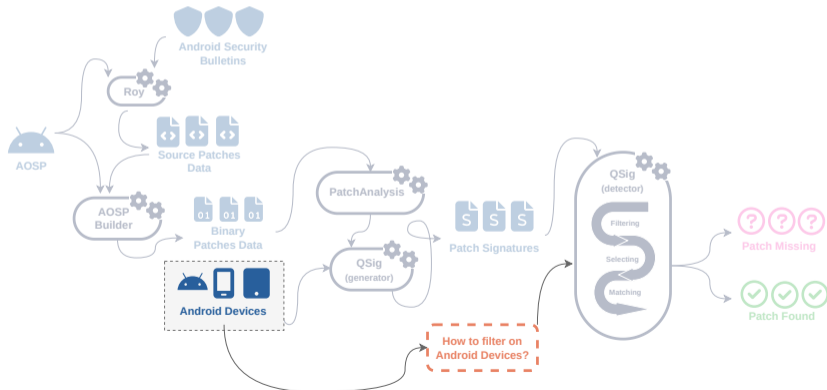 Android Security
Bulletins
Roy
AOSP
Source Patches
Data
AOSP
Builder
01 01 01
Binary
Patches Data
Android Devices
PatchAnalysis
QSig
(generator)
S S S
Patch Signatures
How to filter on
Android Devices?
QSig
(detector)
Filtering
Selecting
Matching
? ? ?
Patch Missing
Patch Found